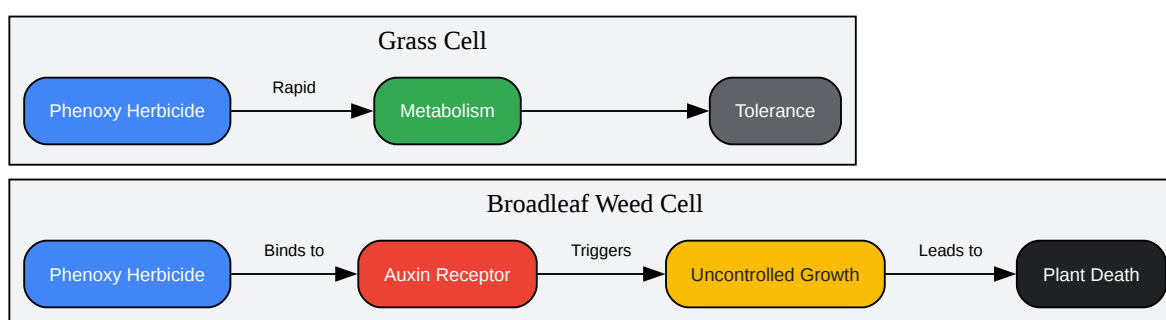 Grass Cell
Phenoxy Herbicide
Rapid
Metabolism
Tolerance
Broadleaf Weed Cell
Phenoxy Herbicide
Binds to
Auxin Receptor
Triggers
Uncontrolled Growth
Leads to
Plant Death